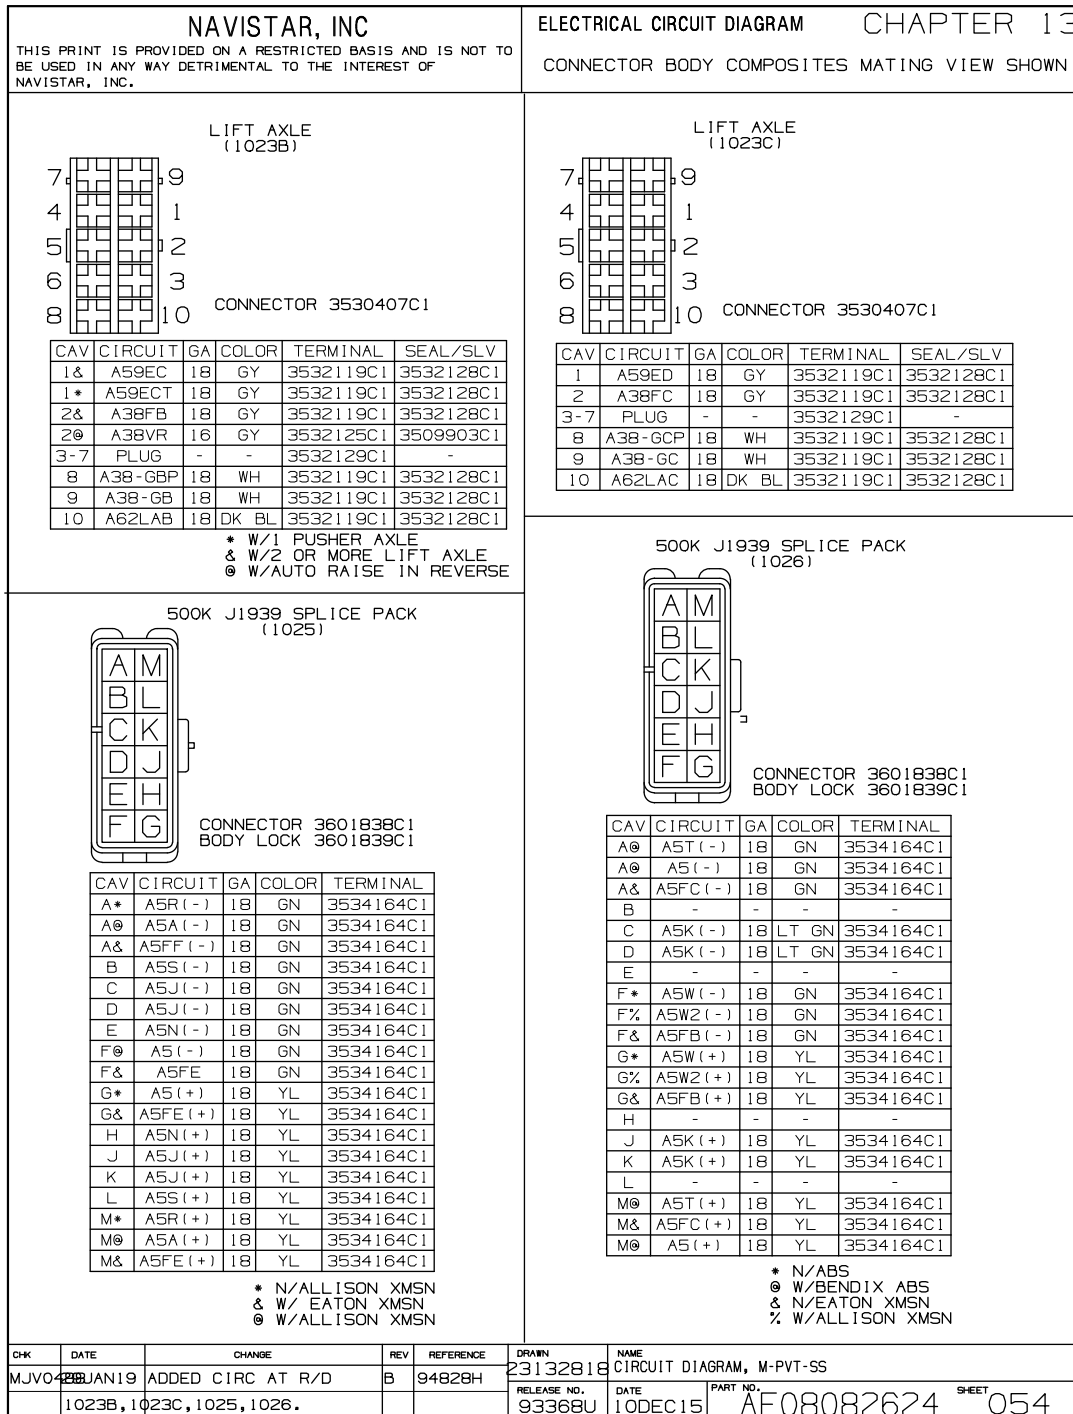 NAVISTAR, INC
THIS PRINT IS PROVIDED ON A RESTRICTED BASIS AND IS NOT TO
BE USED IN ANY WAY DETRIMENTAL TO THE INTEREST OF
NAVISTAR, INC.
ELECTRICAL CIRCUIT DIAGRAM CHAPTER 13
CONNECTOR BODY COMPOSITES MATING VIEW SHOWN
LIFT AXLE
(1023B)
7 9
4 1
5 2
6 3
8 10
CONNECTOR 3530407C1
CAV CIRCUIT GA COLOR TERMINAL SEAL/SLV
1& A59EC 18 GY 3532119C1 3532128C1
1* A59ECT 18 GY 3532119C1 3532128C1
2& A38FB 18 GY 3532119C1 3532128C1
2@ A38VR 16 GY 3532125C1 3509903C1
3-7 PLUG - - 3532129C1 -
8 A38-GBP 18 WH 3532119C1 3532128C1
9 A38-GB 18 WH 3532119C1 3532128C1
10 A62LAB 18 DK BL 3532119C1 3532128C1
* W/1 PUSHER AXLE
& W/2 OR MORE LIFT AXLE
@ W/AUTO RAISE IN REVERSE
LIFT AXLE
(1023C)
7 9
4 1
5 2
6 3
8 10
CONNECTOR 3530407C1
CAV CIRCUIT GA COLOR TERMINAL SEAL/SLV
1 A59ED 18 GY 3532119C1 3532128C1
2 A38FC 18 GY 3532119C1 3532128C1
3-7 PLUG - - 3532129C1 -
8 A38-GCP 18 WH 3532119C1 3532128C1
9 A38-GC 18 WH 3532119C1 3532128C1
10 A62LAC 18 DK BL 3532119C1 3532128C1
500K J1939 SPLICE PACK
(1025)
A M
B L
C K
D J
E H
F G
CONNECTOR 3601838C1
BODY LOCK 3601839C1
CAV CIRCUIT GA COLOR TERMINAL
A* A5R(-) 18 GN 3534164C1
A@ A5A(-) 18 GN 3534164C1
A& A5FF(-) 18 GN 3534164C1
B A5S(-) 18 GN 3534164C1
C A5J(-) 18 GN 3534164C1
D A5J(-) 18 GN 3534164C1
E A5N(-) 18 GN 3534164C1
F@ A5(-) 18 GN 3534164C1
F& A5FE 18 GN 3534164C1
G* A5(+) 18 YL 3534164C1
G& A5FE(+) 18 YL 3534164C1
H A5N(+) 18 YL 3534164C1
J A5J(+) 18 YL 3534164C1
K A5J(+) 18 YL 3534164C1
L A5S(+) 18 YL 3534164C1
M* A5R(+) 18 YL 3534164C1
M@ A5A(+) 18 YL 3534164C1
M& A5FE(+) 18 YL 3534164C1
* N/ALLISON XMSN
& W/ EATON XMSN
@ W/ALLISON XMSN
500K J1939 SPLICE PACK
(1026)
A M
B L
C K
D J
E H
F G
CONNECTOR 3601838C1
BODY LOCK 3601839C1
CAV CIRCUIT GA COLOR TERMINAL
A@ A5T(-) 18 GN 3534164C1
A@ A5(-) 18 GN 3534164C1
A& A5FC(-) 18 GN 3534164C1
B - - - -
C A5K(-) 18 LT GN 3534164C1
D A5K(-) 18 LT GN 3534164C1
E - - - -
F* A5W(-) 18 GN 3534164C1
F% A5W2(-) 18 GN 3534164C1
F& A5FB(-) 18 GN 3534164C1
G* A5W(+) 18 YL 3534164C1
G% A5W2(+) 18 YL 3534164C1
G& A5FB(+) 18 YL 3534164C1
H - - - -
J A5K(+) 18 YL 3534164C1
K A5K(+) 18 YL 3534164C1
L - - - -
M@ A5T(+) 18 YL 3534164C1
M& A5FC(+) 18 YL 3534164C1
M@ A5(+) 18 YL 3534164C1
* N/ABS
@ W/BENDIX ABS
& N/EATON XMSN
% W/ALLISON XMSN
CHK DATE CHANGE REV REFERENCE
ADDED CIRC AT R/D B 94828H
1023B,1023C,1025,1026.
DRAWN
23132818
NAME
CIRCUIT DIAGRAM, M-PVT-SS
RELEASE NO.
93368U
DATE
10DEC15
PART NO.
AF08082624
SHEET
054